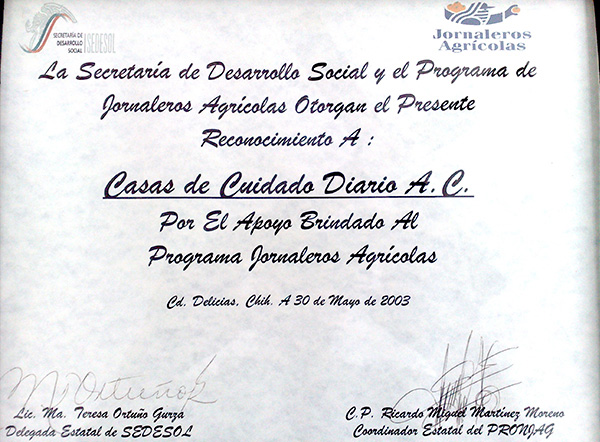 SECRETARÍA DE
DESARROLLO
SOCIAL
SEDESOL
Jornaleros
Agrícolas
La Secretaría de Desarrollo Social y el Programa de
Jornaleros Agrícolas Otorgan el Presente
Reconocimiento A :
Casas de Cuidado Diario A.C.
Por El Apoyo Brindado Al
Programa Jornaleros Agrícolas
Cd. Delicias, Chih. A 30 de Mayo de 2003
Lic. Ma. Teresa Ortuño Gurza
Delegada Estatal de SEDESOL
C.P. Ricardo Miguel Martínez Moreno
Coordinador Estatal del PRONJAG